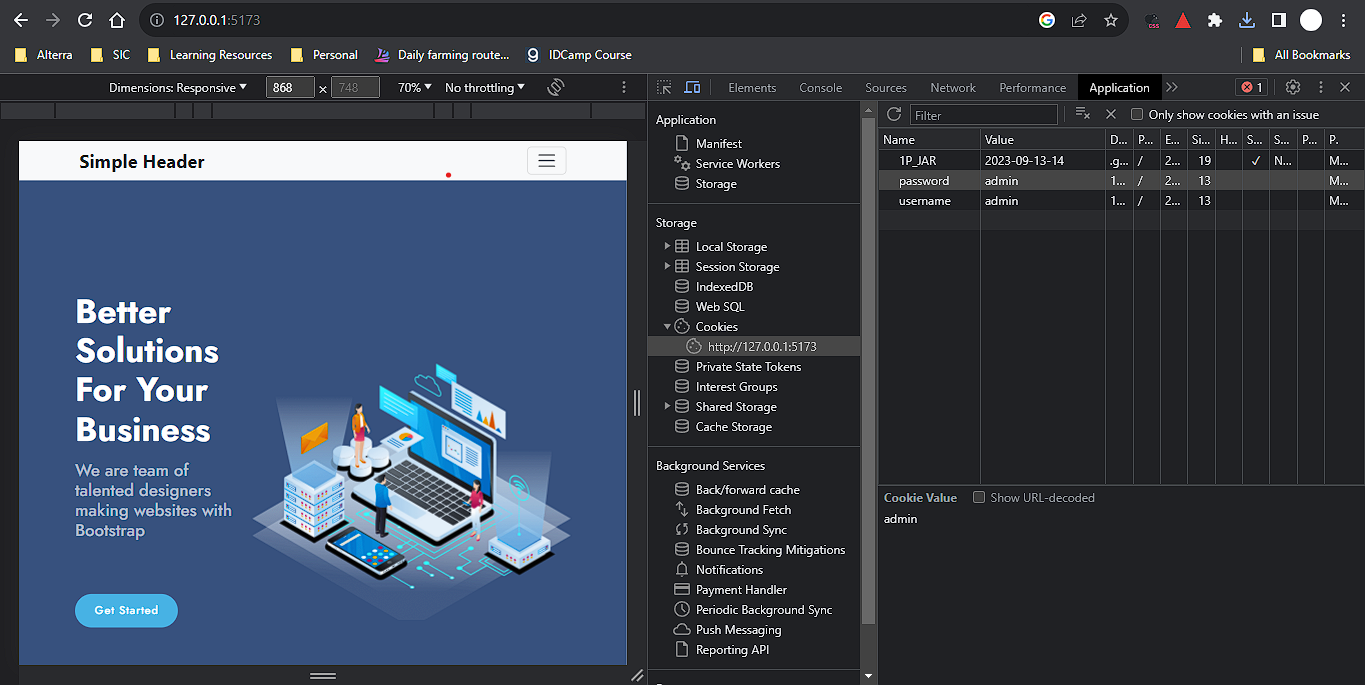 127.0.0.1:5173
Alterra SIC Learning Resources Personal Daily farming route... IDCamp Course All Bookmarks
Dimensions: Responsive 868 x 748 70% No throttling
Elements Console Sources Network Performance Application 1
Simple Header
Better
Solutions
For Your
Business
We are team of
talented designers
making websites with
Bootstrap
Get Started
Application
Manifest
Service Workers
Storage
Storage
Local Storage
Session Storage
IndexedDB
Web SQL
Cookies
http://127.0.0.1:5173
Private State Tokens
Interest Groups
Shared Storage
Cache Storage
Background Services
Back/forward cache
Background Fetch
Background Sync
Bounce Tracking Mitigations
Notifications
Payment Handler
Periodic Background Sync
Push Messaging
Reporting API
Filter Only show cookies with an issue
Name Value D... P... E... Si... H... S... S... P... P.
1P_JAR 2023-09-13-14 .g... / 2... 19 ✓ N... M...
password admin 1... / 2... 13 M...
username admin 1... / 2... 13 M...
Cookie Value Show URL-decoded
admin